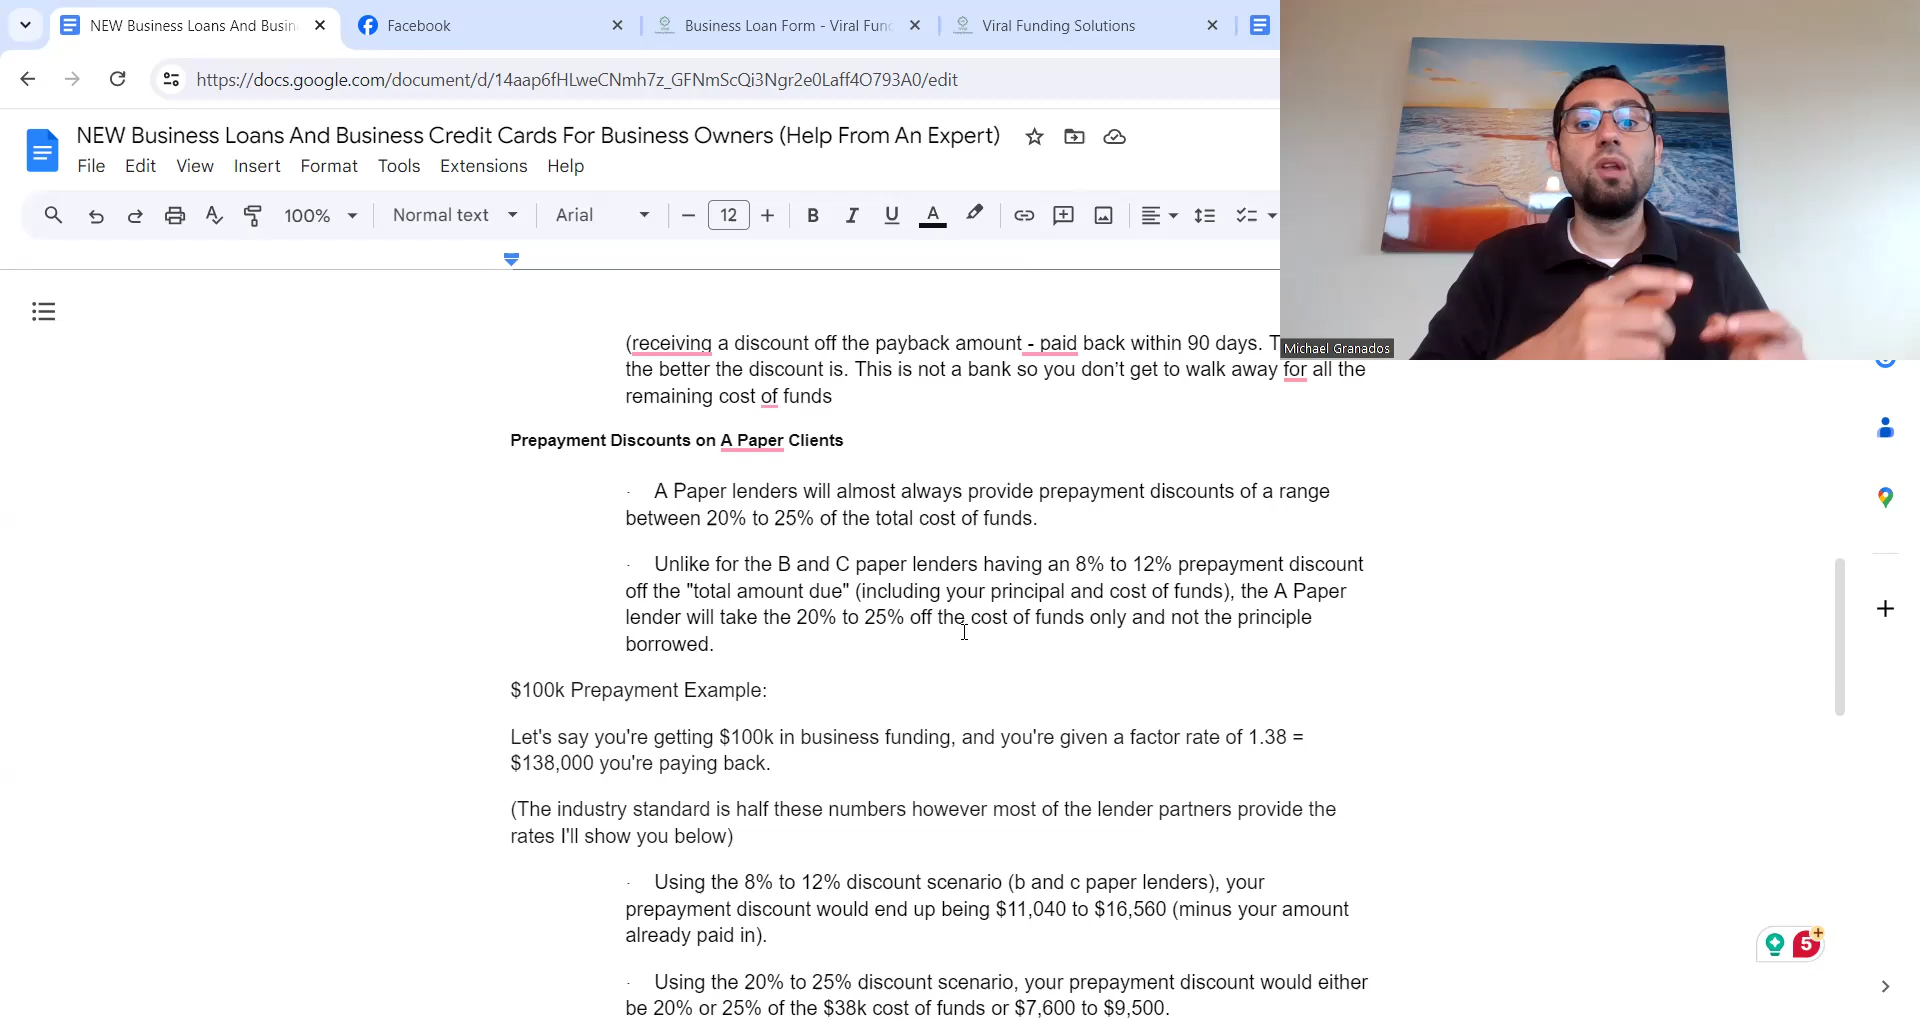 NEW Business Loans And Busin
Facebook
Business Loan Form - Viral Func
Viral Funding Solutions
https://docs.google.com/document/d/14aap6fHLweCNmh7z_GFNmScQi3Ngr2e0Laff4O793A0/edit
NEW Business Loans And Business Credit Cards For Business Owners (Help From An Expert)
File Edit View Insert Format Tools Extensions Help
100% Normal text Arial 12 B I U A
Michael Granados
(receiving a discount off the payback amount - paid back within 90 days. T
the better the discount is. This is not a bank so you don’t get to walk away for all the
remaining cost of funds
Prepayment Discounts on A Paper Clients
· A Paper lenders will almost always provide prepayment discounts of a range
between 20% to 25% of the total cost of funds.
· Unlike for the B and C paper lenders having an 8% to 12% prepayment discount
off the "total amount due" (including your principal and cost of funds), the A Paper
lender will take the 20% to 25% off the cost of funds only and not the principle
borrowed.
$100k Prepayment Example:
Let's say you're getting $100k in business funding, and you're given a factor rate of 1.38 =
$138,000 you're paying back.
(The industry standard is half these numbers however most of the lender partners provide the
rates I'll show you below)
· Using the 8% to 12% discount scenario (b and c paper lenders), your
prepayment discount would end up being $11,040 to $16,560 (minus your amount
already paid in).
· Using the 20% to 25% discount scenario, your prepayment discount would either
be 20% or 25% of the $38k cost of funds or $7,600 to $9,500.
5+